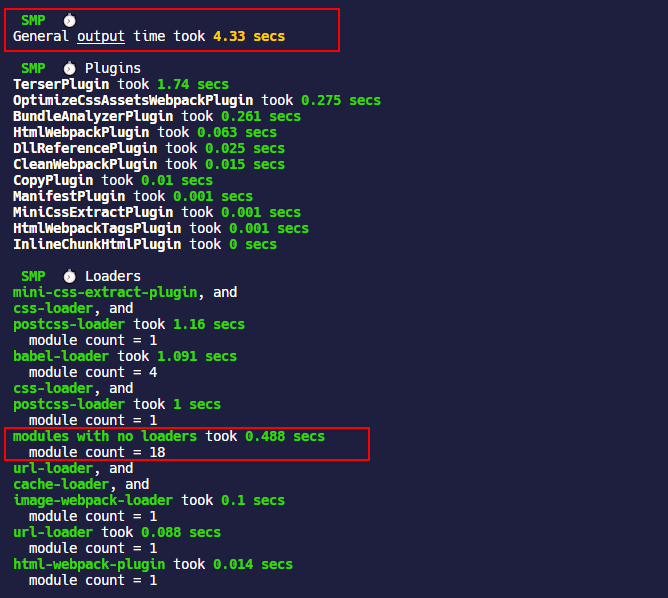 SMP ⏱
General output time took 4.33 secs
SMP ⏱ Plugins
TerserPlugin took 1.74 secs
OptimizeCssAssetsWebpackPlugin took 0.275 secs
BundleAnalyzerPlugin took 0.261 secs
HtmlWebpackPlugin took 0.063 secs
DllReferencePlugin took 0.025 secs
CleanWebpackPlugin took 0.015 secs
CopyPlugin took 0.01 secs
ManifestPlugin took 0.001 secs
MiniCssExtractPlugin took 0.001 secs
HtmlWebpackTagsPlugin took 0.001 secs
InlineChunkHtmlPlugin took 0 secs
SMP ⏱ Loaders
mini-css-extract-plugin, and
css-loader, and
postcss-loader took 1.16 secs
module count = 1
babel-loader took 1.091 secs
module count = 4
css-loader, and
postcss-loader took 1 secs
module count = 1
modules with no loaders took 0.488 secs
module count = 18
url-loader, and
cache-loader, and
image-webpack-loader took 0.1 secs
module count = 1
url-loader took 0.088 secs
module count = 1
html-webpack-plugin took 0.014 secs
module count = 1